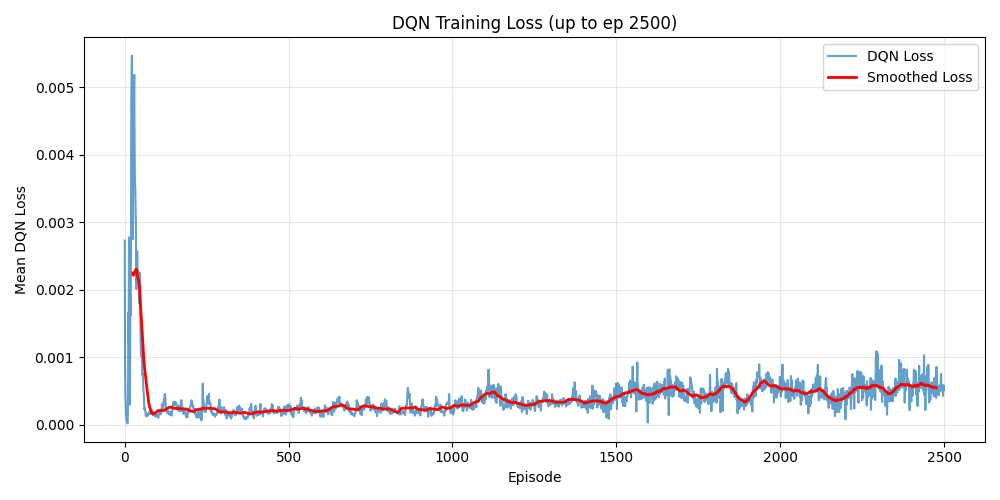 DQN Training Loss (up to ep 2500)
DQN Loss
Smoothed Loss
Mean DQN Loss
0.005
0.004
0.003
0.002
0.001
0.000
0 500 1000 1500 2000 2500
Episode